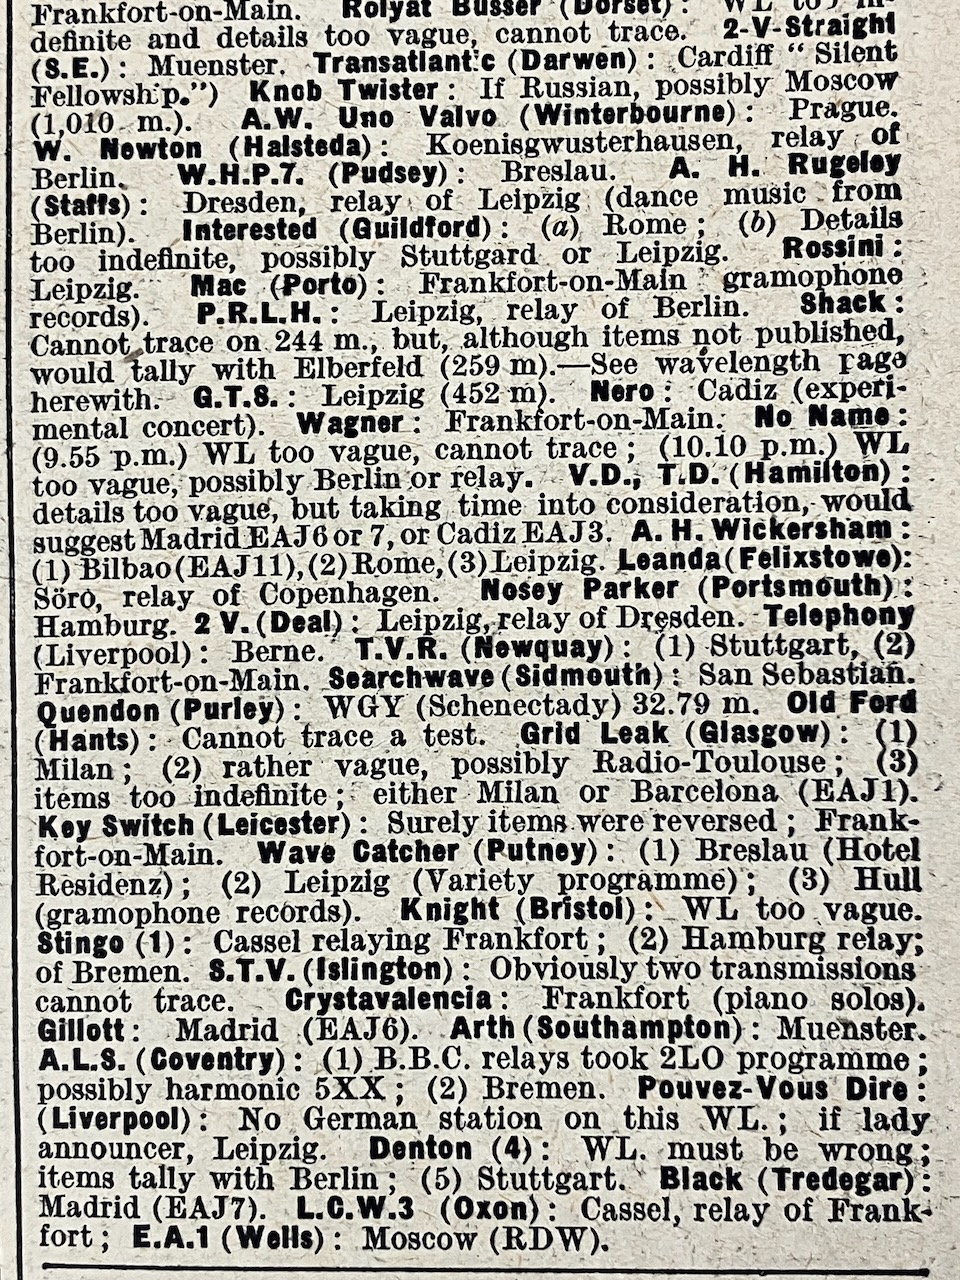 Frankfort-on-Main. Rolyat Busser (Dorset): WL too in-
definite and details too vague, cannot trace. 2-V-Straight
(S.E.): Muenster. Transatlantic (Darwen): Cardiff "Silent
Fellowship.") Knob Twister: If Russian, possibly Moscow
(1,010 m.). A.W. Uno Valvo (Winterbourne): Prague.
W. Newton (Halsteda): Koenisgwusterhausen, relay of
Berlin. W.H.P.7. (Pudsey): Breslau. A. H. Rugeley
(Staffs): Dresden, relay of Leipzig (dance music from
Berlin). Interested (Guildford): (a) Rome; (b) Details
too indefinite, possibly Stuttgard or Leipzig. Rossini:
Leipzig. Mac (Porto): Frankfort-on-Main gramophone
records). P.R.L.H.: Leipzig, relay of Berlin. Shack:
Cannot trace on 244 m., but, although items not published,
would tally with Elberfeld (259 m).—See wavelength page
herewith. G.T.S.: Leipzig (452 m). Nero: Cadiz (experi-
mental concert). Wagner: Frankfort-on-Main. No Name:
(9.55 p.m.) WL too vague, cannot trace; (10.10 p.m.) WL
too vague, possibly Berlin or relay. V.D., T.D. (Hamilton):
details too vague, but taking time into consideration, would
suggest Madrid EAJ6 or 7, or Cadiz EAJ3. A. H. Wickersham:
(1) Bilbao (EAJ11), (2) Rome, (3) Leipzig. Leanda (Felixstowe):
Söro, relay of Copenhagen. Nosey Parker (Portsmouth):
Hamburg. 2 V. (Deal): Leipzig, relay of Dresden. Telephony
(Liverpool): Berne. T.V.R. (Newquay): (1) Stuttgart, (2)
Frankfort-on-Main. Searchwave (Sidmouth): San Sebastian.
Quendon (Purley): WGY (Schenectady) 32.79 m. Old Ford
(Hants): Cannot trace a test. Grid Leak (Glasgow): (1)
Milan; (2) rather vague, possibly Radio-Toulouse; (3)
items too indefinite; either Milan or Barcelona (EAJ1).
Key Switch (Leicester): Surely items were reversed; Frank-
fort-on-Main. Wave Catcher (Putney): (1) Breslau (Hotel
Residenz); (2) Leipzig (Variety programme); (3) Hull
(gramophone records). Knight (Bristol): WL too vague.
Stingo (1): Cassel relaying Frankfort; (2) Hamburg relay;
of Bremen. S.T.V. (Islington): Obviously two transmissions
cannot trace. Crystavalencia: Frankfort (piano solos).
Gillott: Madrid (EAJ6). Arth (Southampton): Muenster.
A.L.S. (Coventry): (1) B.B.C. relays took 2LO programme;
possibly harmonic 5XX; (2) Bremen. Pouvez-Vous Dire:
(Liverpool): No German station on this WL.; if lady
announcer, Leipzig. Denton (4): WL. must be wrong;
items tally with Berlin; (5) Stuttgart. Black (Tredegar):
Madrid (EAJ7). L.C.W.3 (Oxon): Cassel, relay of Frank-
fort; E.A.1 (Wells): Moscow (RDW).